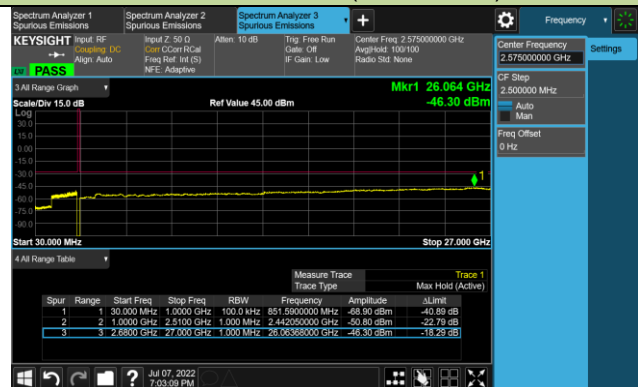 Spectrum Analyzer 1
Spurious Emissions
Spectrum Analyzer 2
Spurious Emissions
Spectrum Analyzer 3
Spurious Emissions
Frequency
KEYSIGHT
Input: RF
Coupling: DC
Align: Auto
Input Z: 50 Ω
Corr CCorr RCal
Freq Ref: Int (S)
NFE: Adaptive
Atten: 10 dB
Trig: Free Run
Gate: Off
IF Gain: Low
Center Freq: 2.575000000 GHz
Avg|Hold: 100/100
Radio Std: None
PASS
Center Frequency
2.575000000 GHz
Settings
CF Step
2.500000 MHz
Auto
Man
Freq Offset
0 Hz
3 All Range Graph
Mkr1 26.064 GHz
Scale/Div 15.0 dB
Ref Value 45.00 dBm
-46.30 dBm
Log
30.0
15.0
0.00
-15.0
-30.0
-45.0
-60.0
-75.0
-90.0
1
Start 30.000 MHz
Stop 27.000 GHz
4 All Range Table
Measure Trace Trace 1
Trace Type Max Hold (Active)
Spur Range Start Freq Stop Freq RBW Frequency Amplitude ΔLimit
1 1 30.000 MHz 1.0000 GHz 100.0 kHz 851.5900000 MHz -68.90 dBm -40.89 dB
2 2 1.0000 GHz 2.5100 GHz 1.000 MHz 2.442050000 GHz -50.80 dBm -22.79 dB
3 3 2.6800 GHz 27.000 GHz 1.000 MHz 26.06368000 GHz -46.30 dBm -18.29 dB
Jul 07, 2022
7:03:09 PM